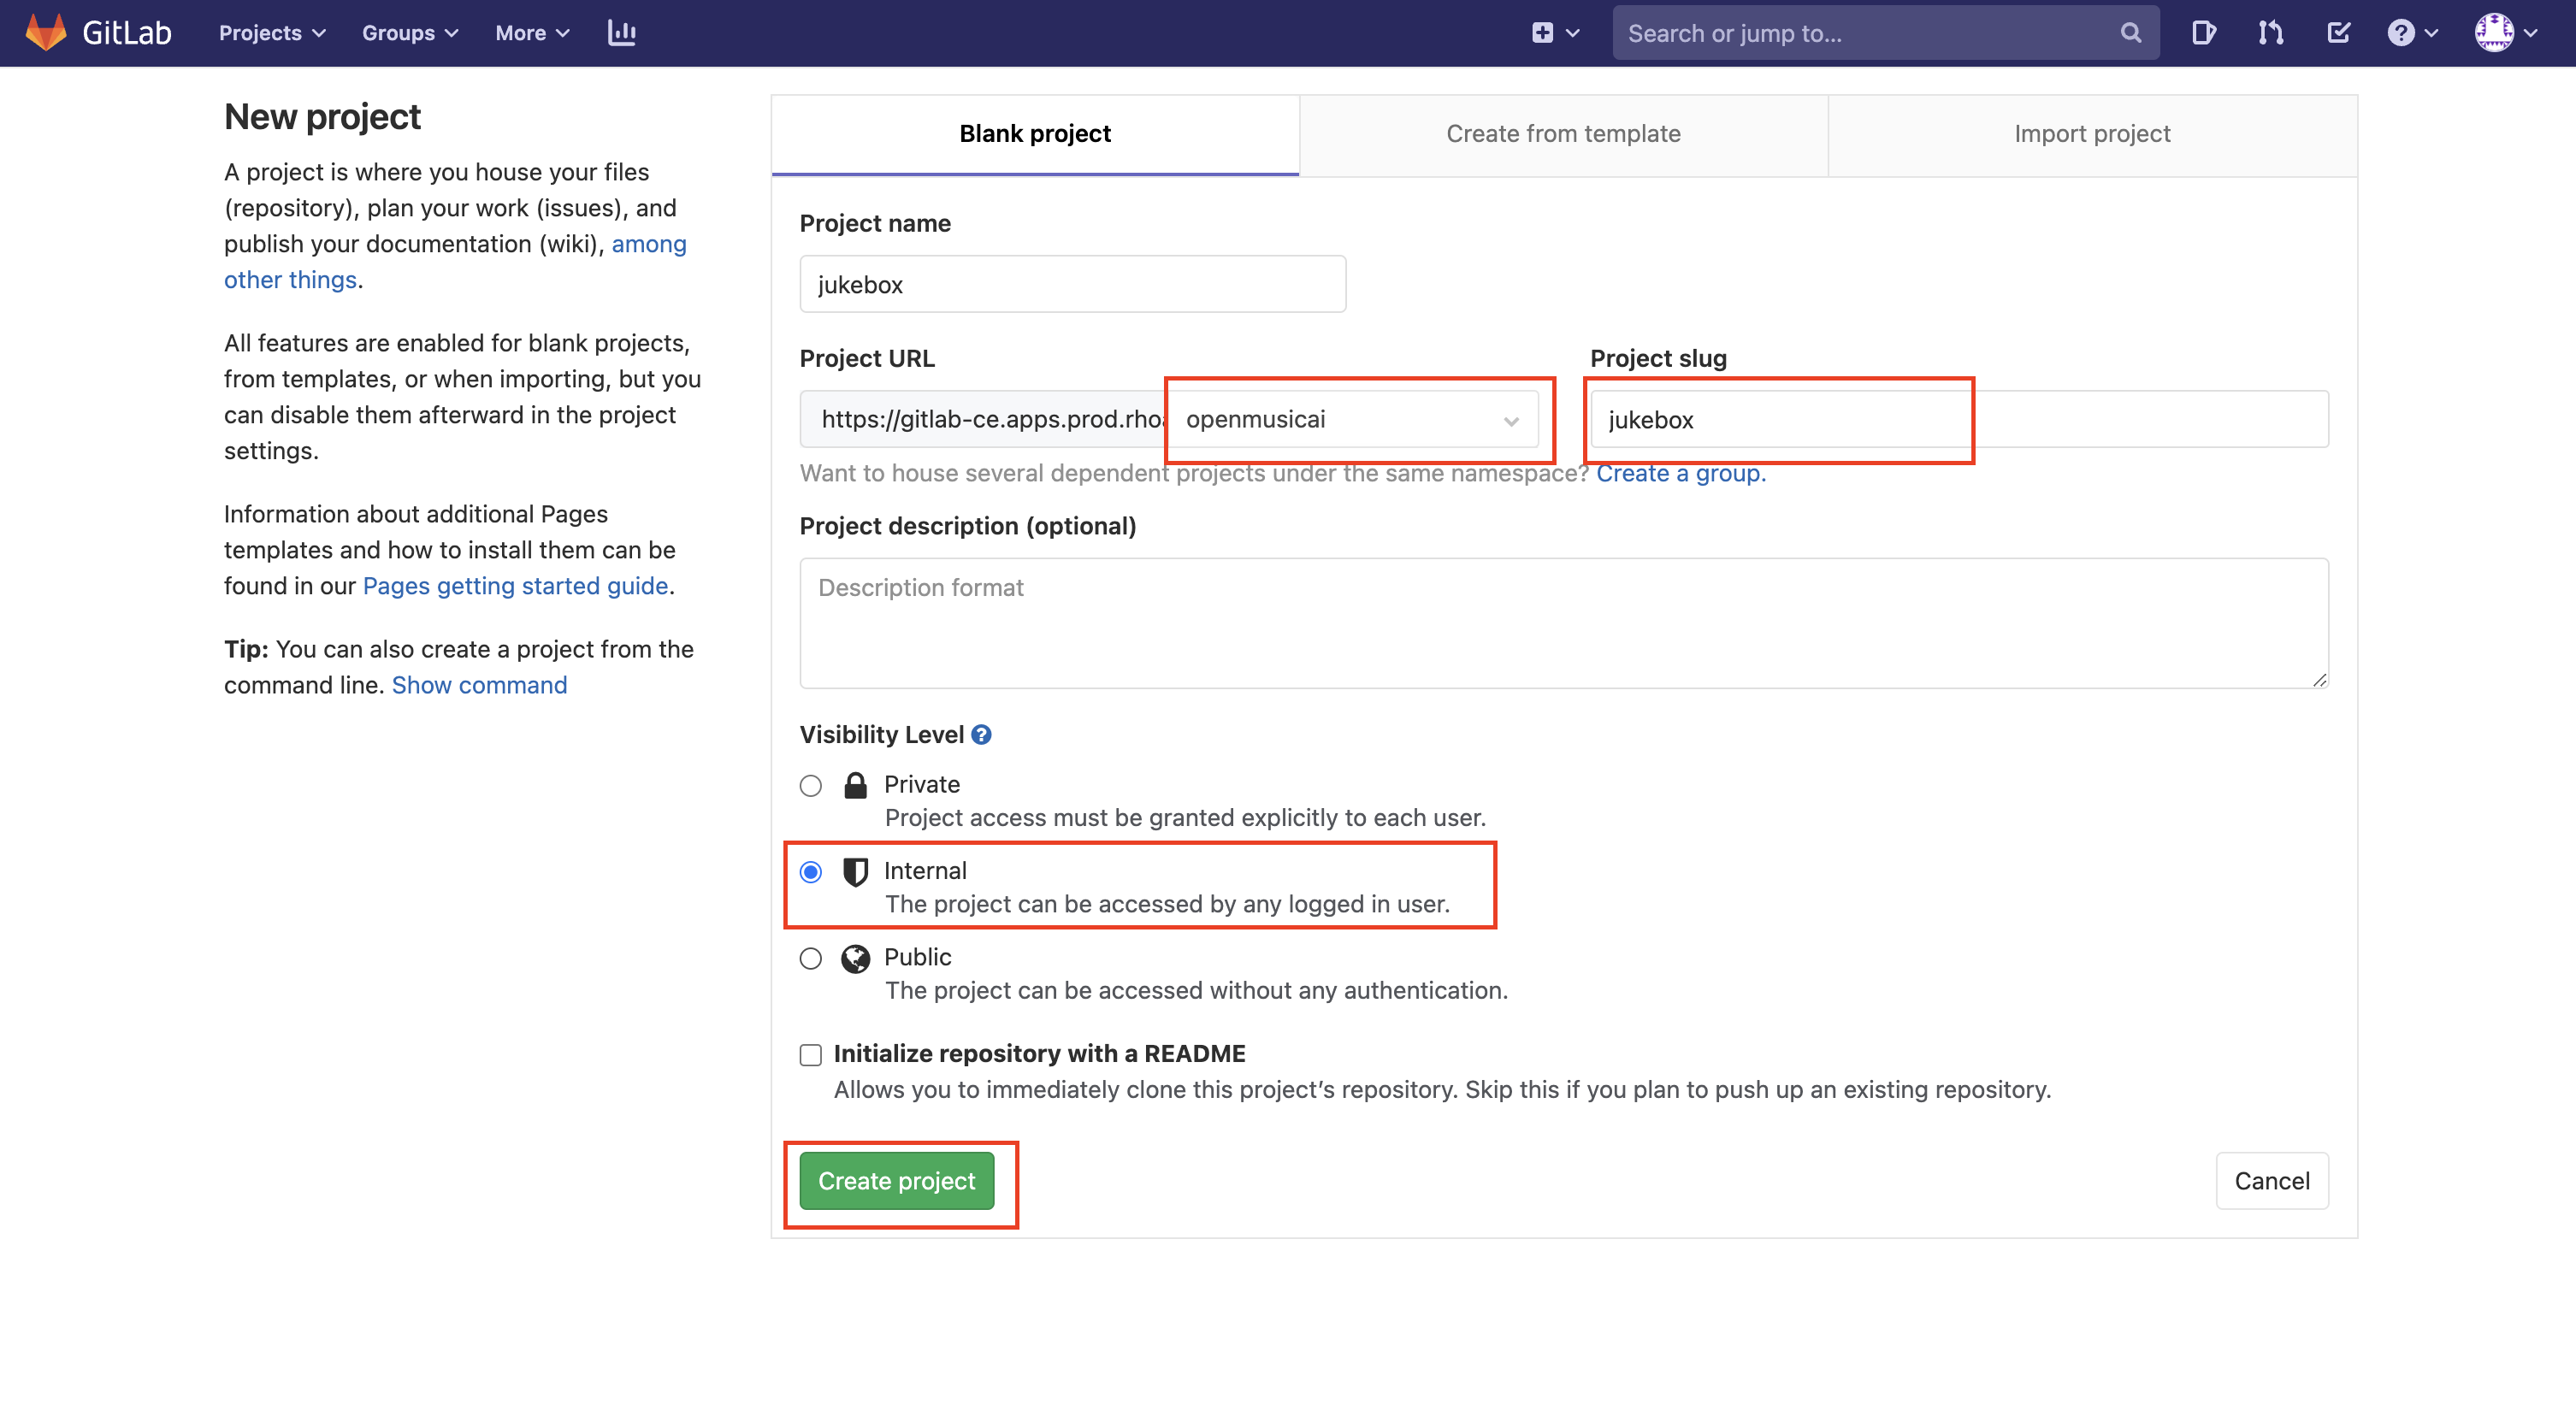 GitLab
Projects
Groups
More
Search or jump to...
New project
A project is where you house your files
(repository), plan your work (issues), and
publish your documentation (wiki), among
other things.
All features are enabled for blank projects,
from templates, or when importing, but you
can disable them afterward in the project
settings.
Information about additional Pages
templates and how to install them can be
found in our Pages getting started guide.
Tip: You can also create a project from the
command line. Show command
Blank project
Create from template
Import project
Project name
jukebox
Project URL
Project slug
https://gitlab-ce.apps.prod.rhoa
openmusicai
jukebox
Want to house several dependent projects under the same namespace? Create a group.
Project description (optional)
Description format
Visibility Level
Private
Project access must be granted explicitly to each user.
Internal
The project can be accessed by any logged in user.
Public
The project can be accessed without any authentication.
Initialize repository with a README
Allows you to immediately clone this project’s repository. Skip this if you plan to push up an existing repository.
Create project
Cancel